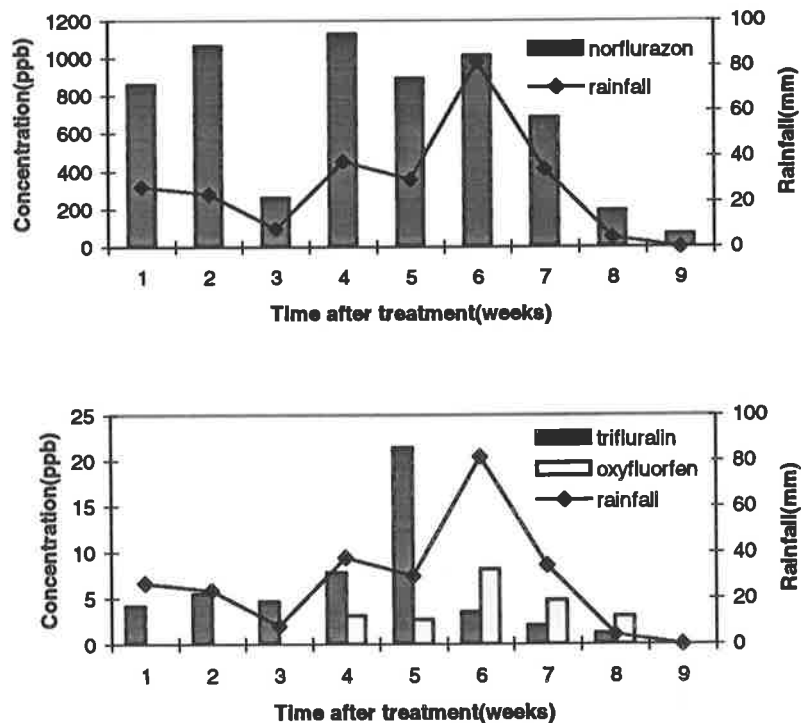 1200
1000
800
600
400
200
0
Concentration(ppb)
100
80
60
40
20
0
Rainfall(mm)
norflurazon
rainfall
1 2 3 4 5 6 7 8 9
Time after treatment(weeks)
25
20
15
10
5
0
Concentration(ppb)
100
80
60
40
20
0
Rainfall(mm)
trifluralin
oxyfluorfen
rainfall
1 2 3 4 5 6 7 8 9
Time after treatment(weeks)